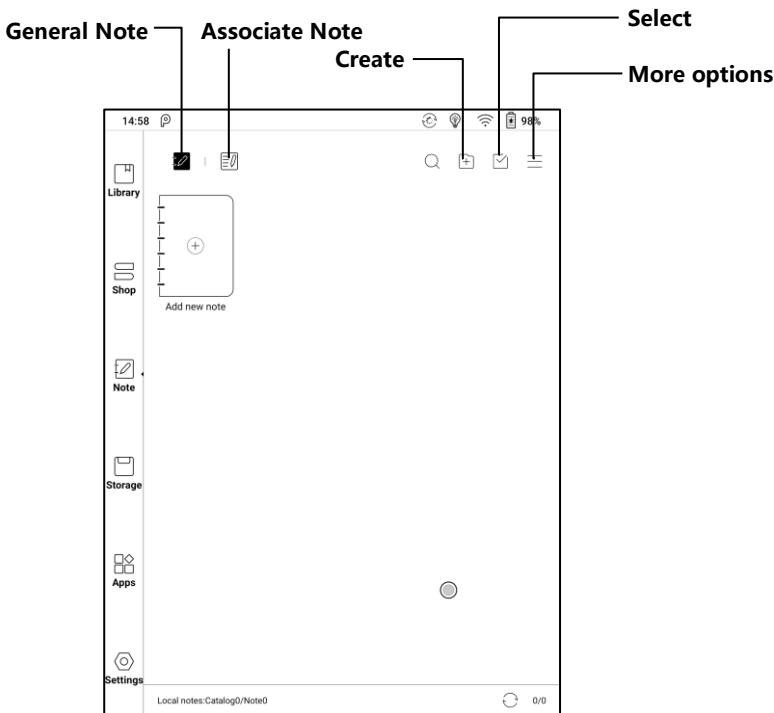 Select
General Note
Associate Note
Create
More options
14:58
98%
Library
Add new note
Shop
Note
Storage
Apps
Settings
Local notes:Catalog0/Note0
0/0